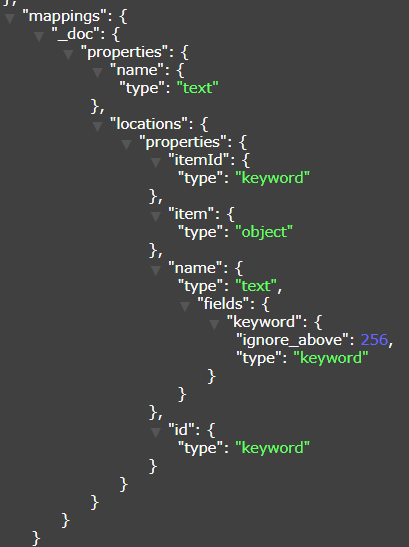 },
"mappings": {
"_doc": {
"properties": {
"name": {
"type": "text"
},
"locations": {
"properties": {
"itemId": {
"type": "keyword"
},
"item": {
"type": "object"
},
"name": {
"type": "text",
"fields": {
"keyword": {
"ignore_above": 256,
"type": "keyword"
}
}
},
"id": {
"type": "keyword"
}
}
}
}
}